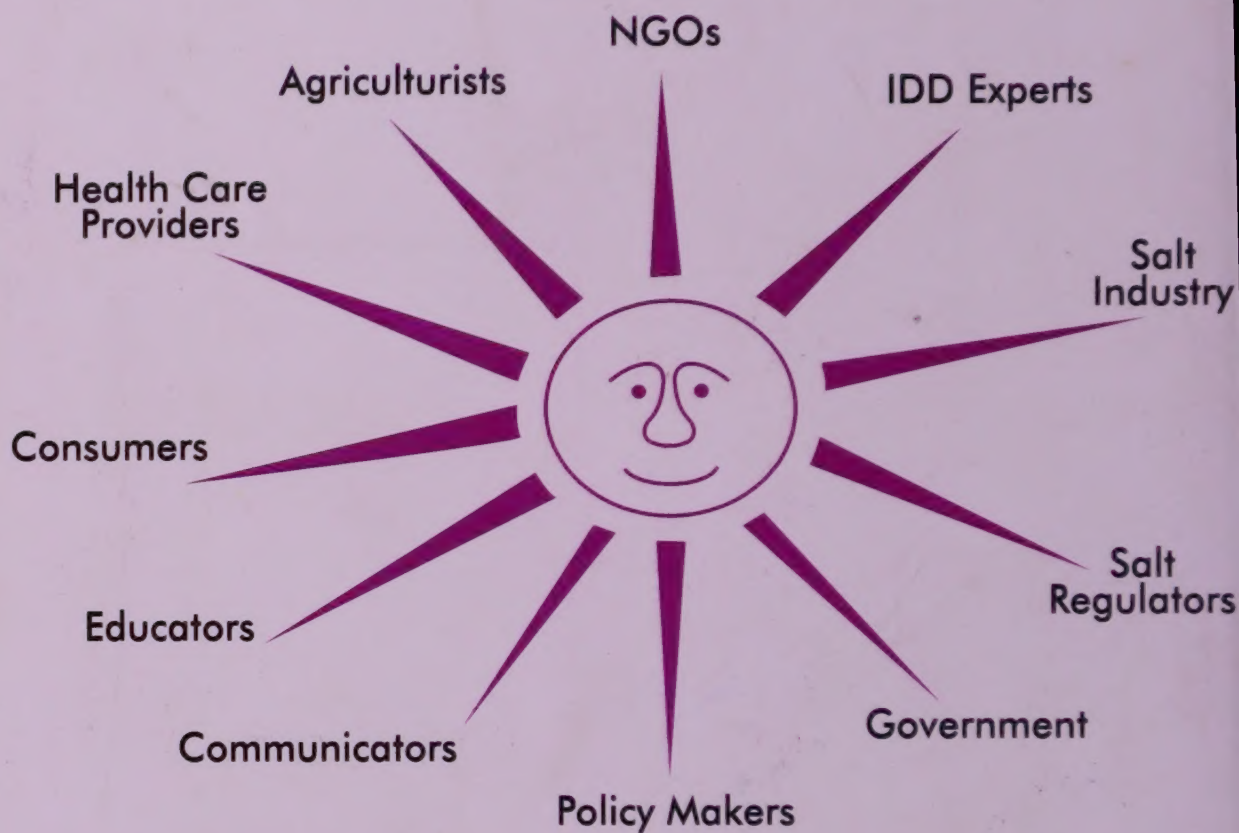 NGOs
Agriculturists
IDD Experts
Health Care
Providers
Salt
Industry
Consumers
Salt
Regulators
Educators
Government
Communicators
Policy Makers